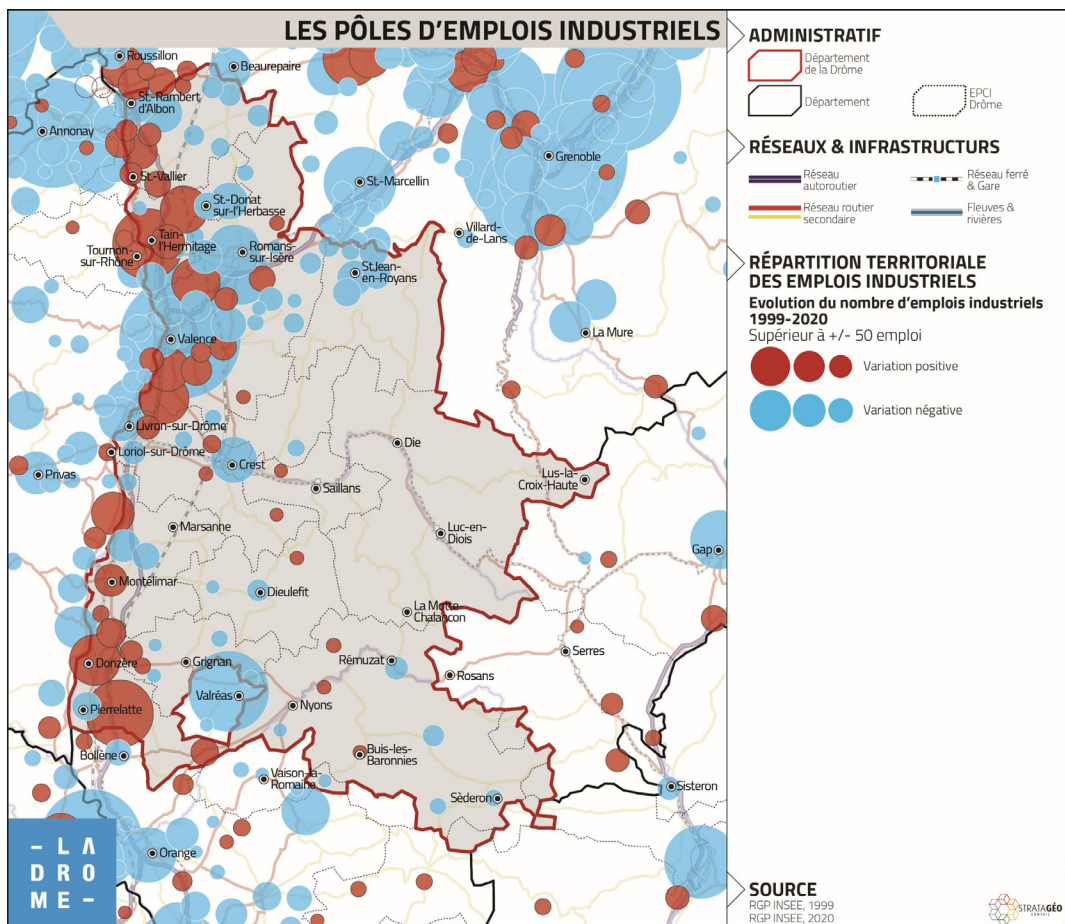 LES PÔLES D'EMPLOIS INDUSTRIELS
Roussillon
Beaurepaire
St.-Rambert
d'Albon
Annonay
St.-Vallier
St.-Marcellin
Grenoble
St.-Donat
sur-l'Herbasse
Villard-
de-Lans
Tain-
l'Hermitage
Tournon-
sur-Rhône
Romans-
sur-Isère
St.Jean-
en-Royans
La Mure
Valence
Livron-sur-Drôme
Loriol-sur-Drôme
Die
Crest
Privas
Saillans
Lus-la-
Croix-Haute
Marsanne
Luc-en-
Diois
Gap
Montélimar
Dieulefit
La Motte-
Chalancon
Serres
Donzère
Grignan
Rémuzat
Rosans
Valréas
Nyons
Pierrelatte
Bollène
Buis-les-
Baronnies
Vaison-la-
Romaine
Sisteron
Sèderon
Orange
– L A
D R O
M E –
ADMINISTRATIF
Département
de la Drôme
Département
EPCI
Drôme
RÉSEAUX & INFRASTRUCTURS
Réseau
autoroutier
Réseau ferré
& Gare
Réseau routier
secondaire
Fleuves &
rivières
RÉPARTITION TERRITORIALE
DES EMPLOIS INDUSTRIELS
Evolution du nombre d'emplois industriels
1999-2020
Supérieur à +/- 50 emploi
Variation positive
Variation négative
SOURCE
RGP INSEE, 1999
RGP INSEE, 2020
STRATAGÉO
CONSEIL